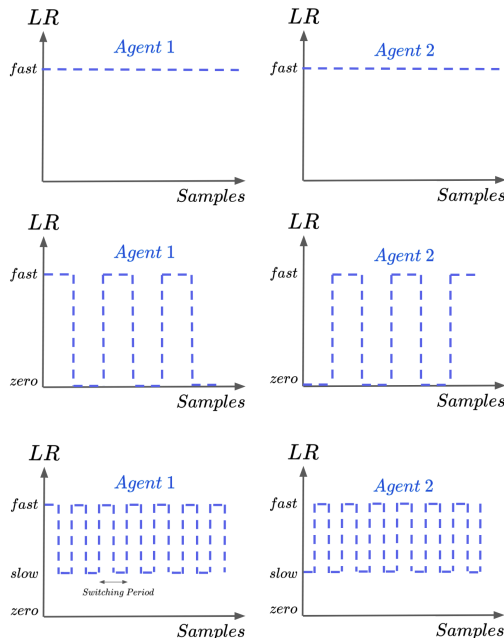 LR
Agent 1
fast
Samples
LR
Agent 2
fast
Samples
LR
Agent 1
fast
zero
Samples
LR
Agent 2
fast
zero
Samples
LR
Agent 1
fast
slow
Switching Period
zero
Samples
LR
Agent 2
fast
slow
zero
Samples